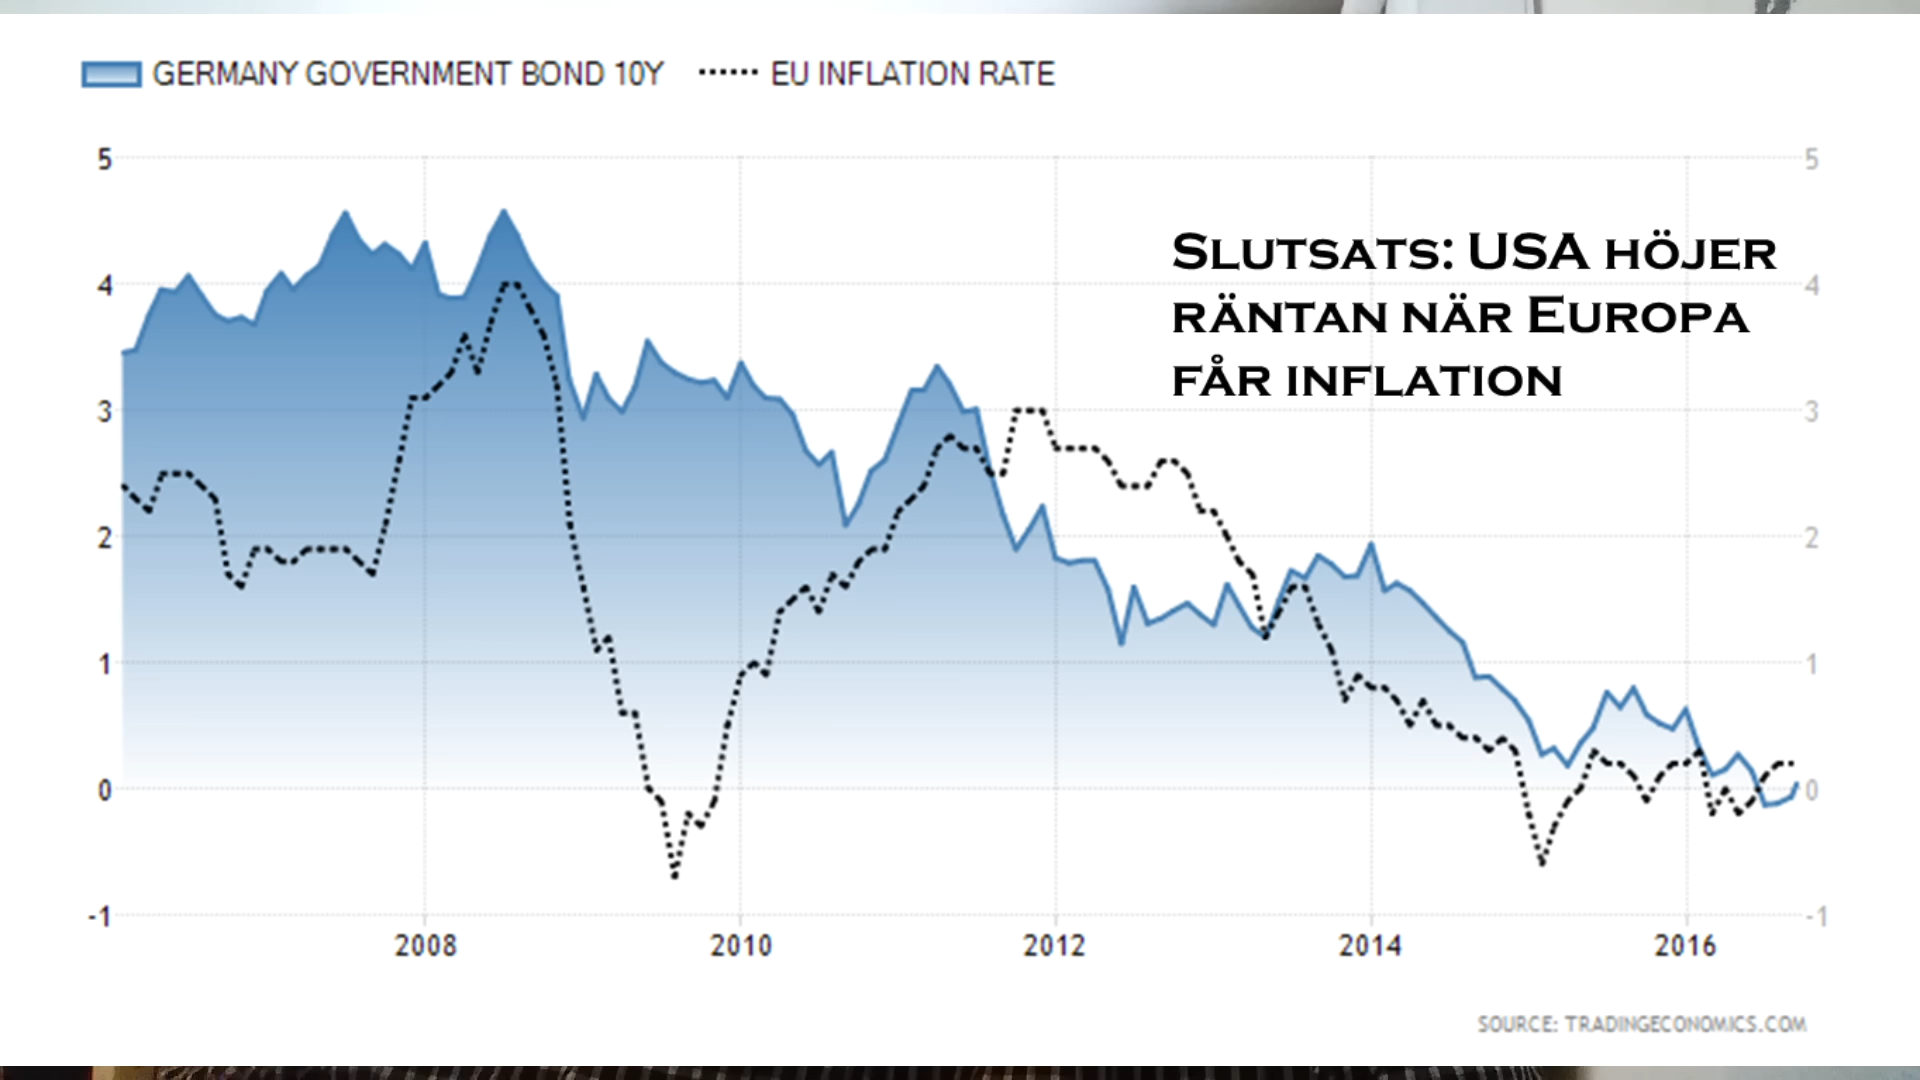 GERMANY GOVERNMENT BOND 10Y EU INFLATION RATE
5 5
SLUTSATS: USA HÖJER
4 4
RÄNTAN NÄR EUROPA
FÅR INFLATION
3 3
2 2
1 1
0 0
-1 -1
2008 2010 2012 2014 2016
SOURCE: TRADINGECONOMICS.COM